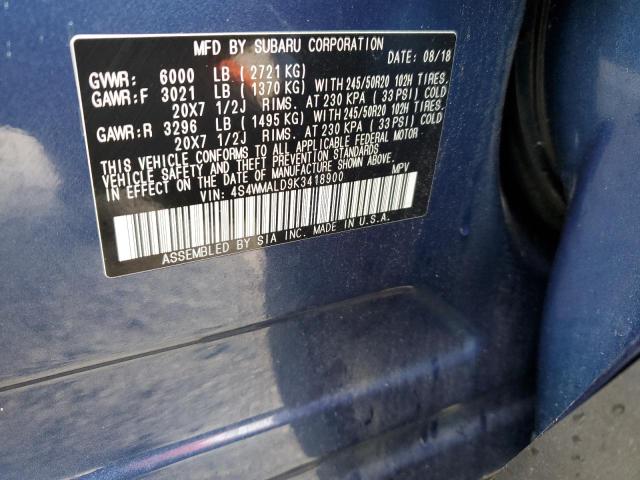 MFD BY SUBARU CORPORATION
DATE: 08/18
GVWR: 6000 LB ( 2721 KG)
GAWR:F 3021 LB ( 1370 KG) WITH 245/50R20 102H TIRES.
20X7 1/2J RIMS. AT 230 KPA ( 33 PSI) COLD
GAWR:R 3296 LB ( 1495 KG) WITH 245/50R20 102H TIRES.
20X7 1/2J RIMS. AT 230 KPA ( 33 PSI) COLD
THIS VEHICLE CONFORMS TO ALL APPLICABLE FEDERAL MOTOR
VEHICLE SAFETY AND THEFT PREVENTION STANDARDS
IN EFFECT ON THE DATE OF MANUFACTURE SHOWN ABOVE.
VIN: 4S4WMALD9K3418900 MPV
ASSEMBLED BY SIA INC. MADE IN U.S.A.